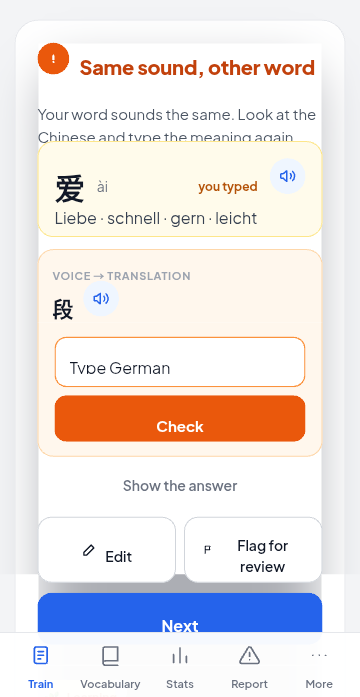 Same sound, other word
Your word sounds the same. Look at the
Chinese and type the meaning again.
爱 ài you typed
Liebe · schnell · gern · leicht
VOICE → TRANSLATION
段
Type German
Check
Show the answer
Edit
Flag for
review
Next
Train Vocabulary Stats Report More